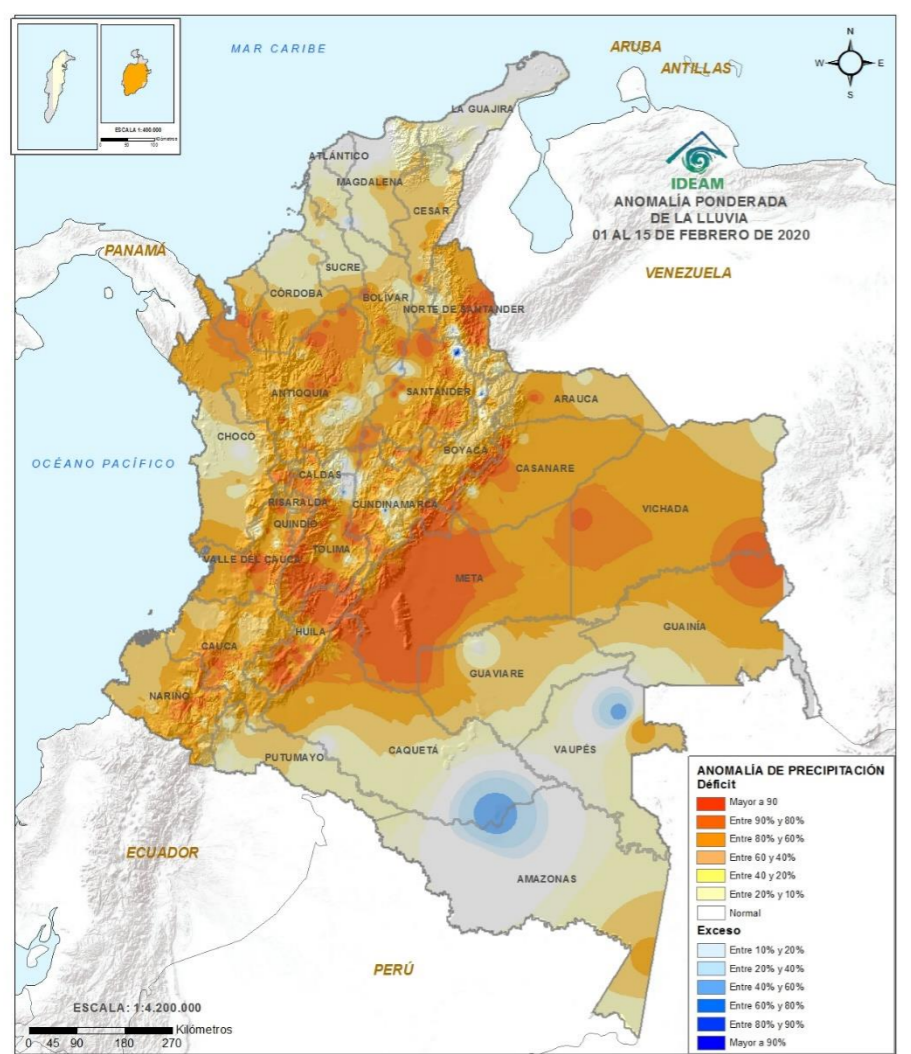 MAR CARIBE
ARUBA
ANTILLAS
N
W
E
S
ESCALA 1:400.000
Kilómetros
0 50 100
IDEAM
ANOMALÍA PONDERADA
DE LA LLUVIA
01 AL 15 DE FEBRERO DE 2020
LA GUAJIRA
ATLÁNTICO
MAGDALENA
CESAR
PANAMÁ
VENEZUELA
SUCRE
CÓRDOBA
BOLÍVAR
NORTE DE SANTANDER
ANTIOQUIA
SANTANDER
ARAUCA
CHOCÓ
BOYACÁ
OCÉANO PACÍFICO
CASANARE
CALDAS
RISARALDA
CUNDINAMARCA
VICHADA
QUINDÍO
TOLIMA
VALLE DEL CAUCA
META
HUILA
GUAINÍA
CAUCA
GUAVIARE
NARIÑO
CAQUETÁ
VAUPÉS
PUTUMAYO
ECUADOR
AMAZONAS
PERÚ
ANOMALÍA DE PRECIPITACIÓN
Déficit
Mayor a 90
Entre 90% y 80%
Entre 80% y 60%
Entre 60 y 40%
Entre 40 y 20%
Entre 20% y 10%
Normal
Exceso
Entre 10% y 20%
Entre 20% y 40%
Entre 40% y 60%
Entre 60% y 80%
Entre 80% y 90%
Mayor a 90%
ESCALA: 1:4.200.000
Kilómetros
0 45 90 180 270